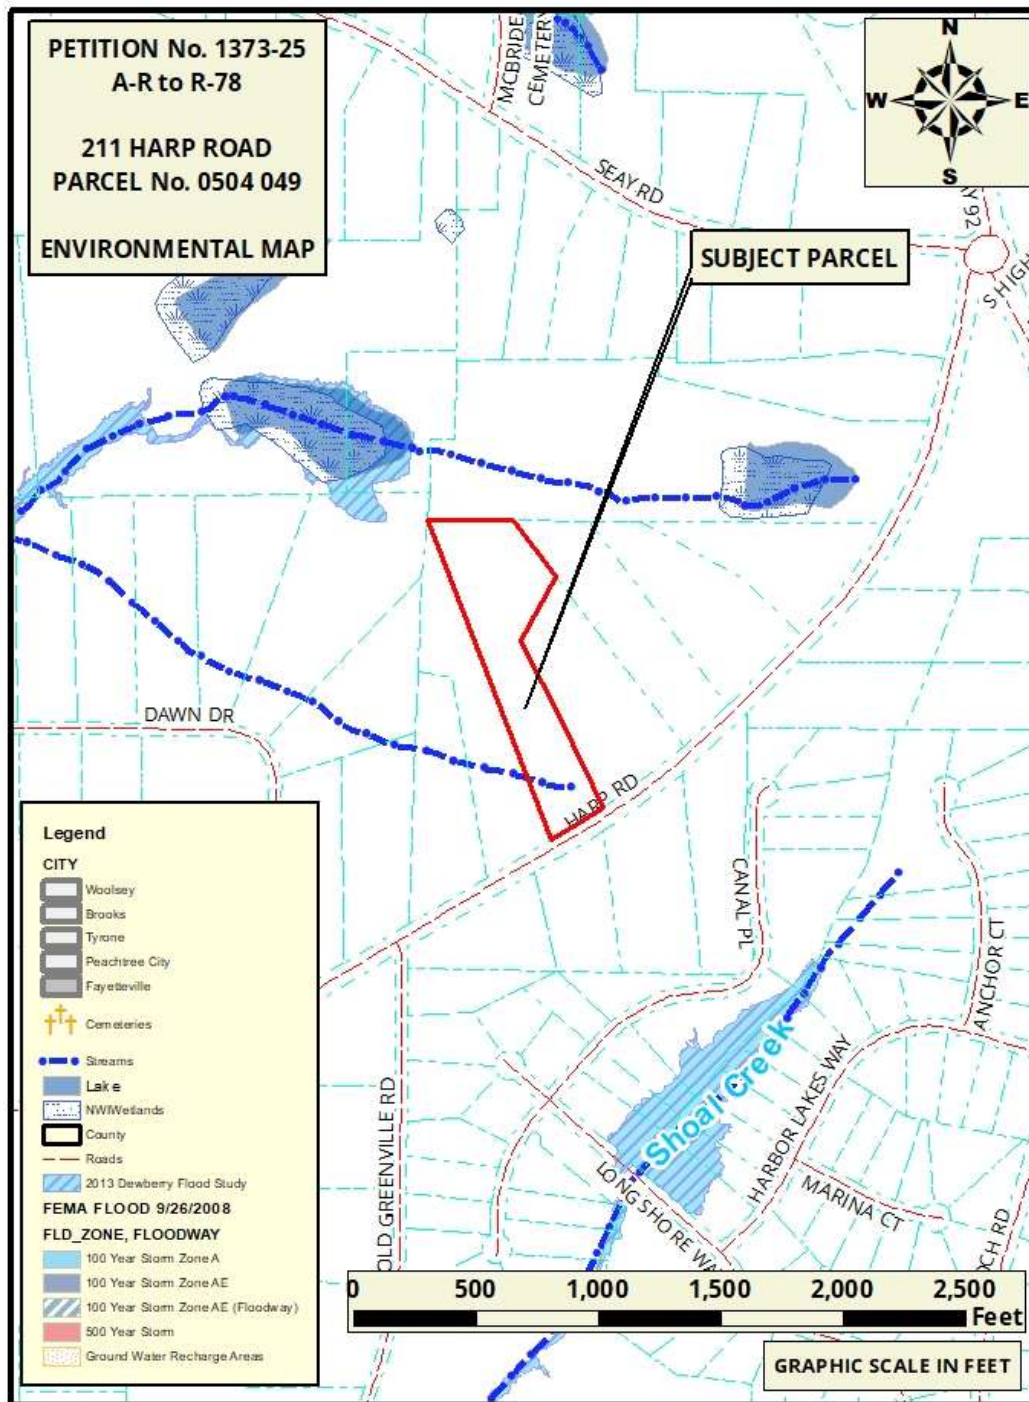 PETITION No. 1373-25
A-R to R-78
211 HARP ROAD
PARCEL No. 0504 049
ENVIRONMENTAL MAP
MCBRIDE
CEMETERY
N
W
E
S
SEAY RD
Y 92
S HIGH
SUBJECT PARCEL
DAWN DR
HARP RD
CANAL PL
ANCHOR CT
Shoal Creek
HARBOR LAKES WAY
OLD GREENVILLE RD
LONG SHORE WAY
MARINA CT
OCH RD
Legend
CITY
Woolsey
Brooks
Tyrone
Peachtree City
Fayetteville
Cemeteries
Streams
Lake
NWIWetlands
County
Roads
2013 Dewberry Flood Study
FEMA FLOOD 9/26/2008
FLD_ZONE, FLOODWAY
100 Year Storm Zone A
100 Year Storm Zone AE
100 Year Storm Zone AE (Floodway)
500 Year Storm
Ground Water Recharge Areas
0 500 1,000 1,500 2,000 2,500
Feet
GRAPHIC SCALE IN FEET